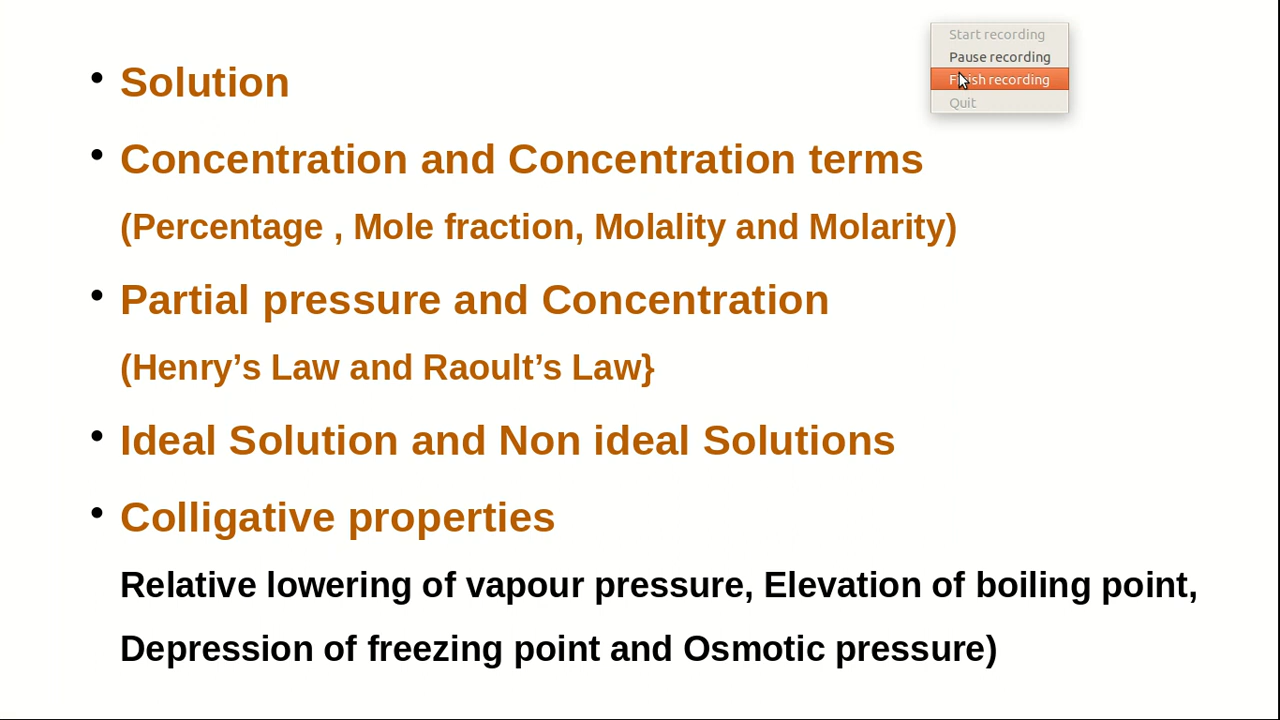 Start recording
Pause recording
Finish recording
Quit
• Solution
• Concentration and Concentration terms
(Percentage , Mole fraction, Molality and Molarity)
• Partial pressure and Concentration
(Henry’s Law and Raoult’s Law}
• Ideal Solution and Non ideal Solutions
• Colligative properties
Relative lowering of vapour pressure, Elevation of boiling point,
Depression of freezing point and Osmotic pressure)